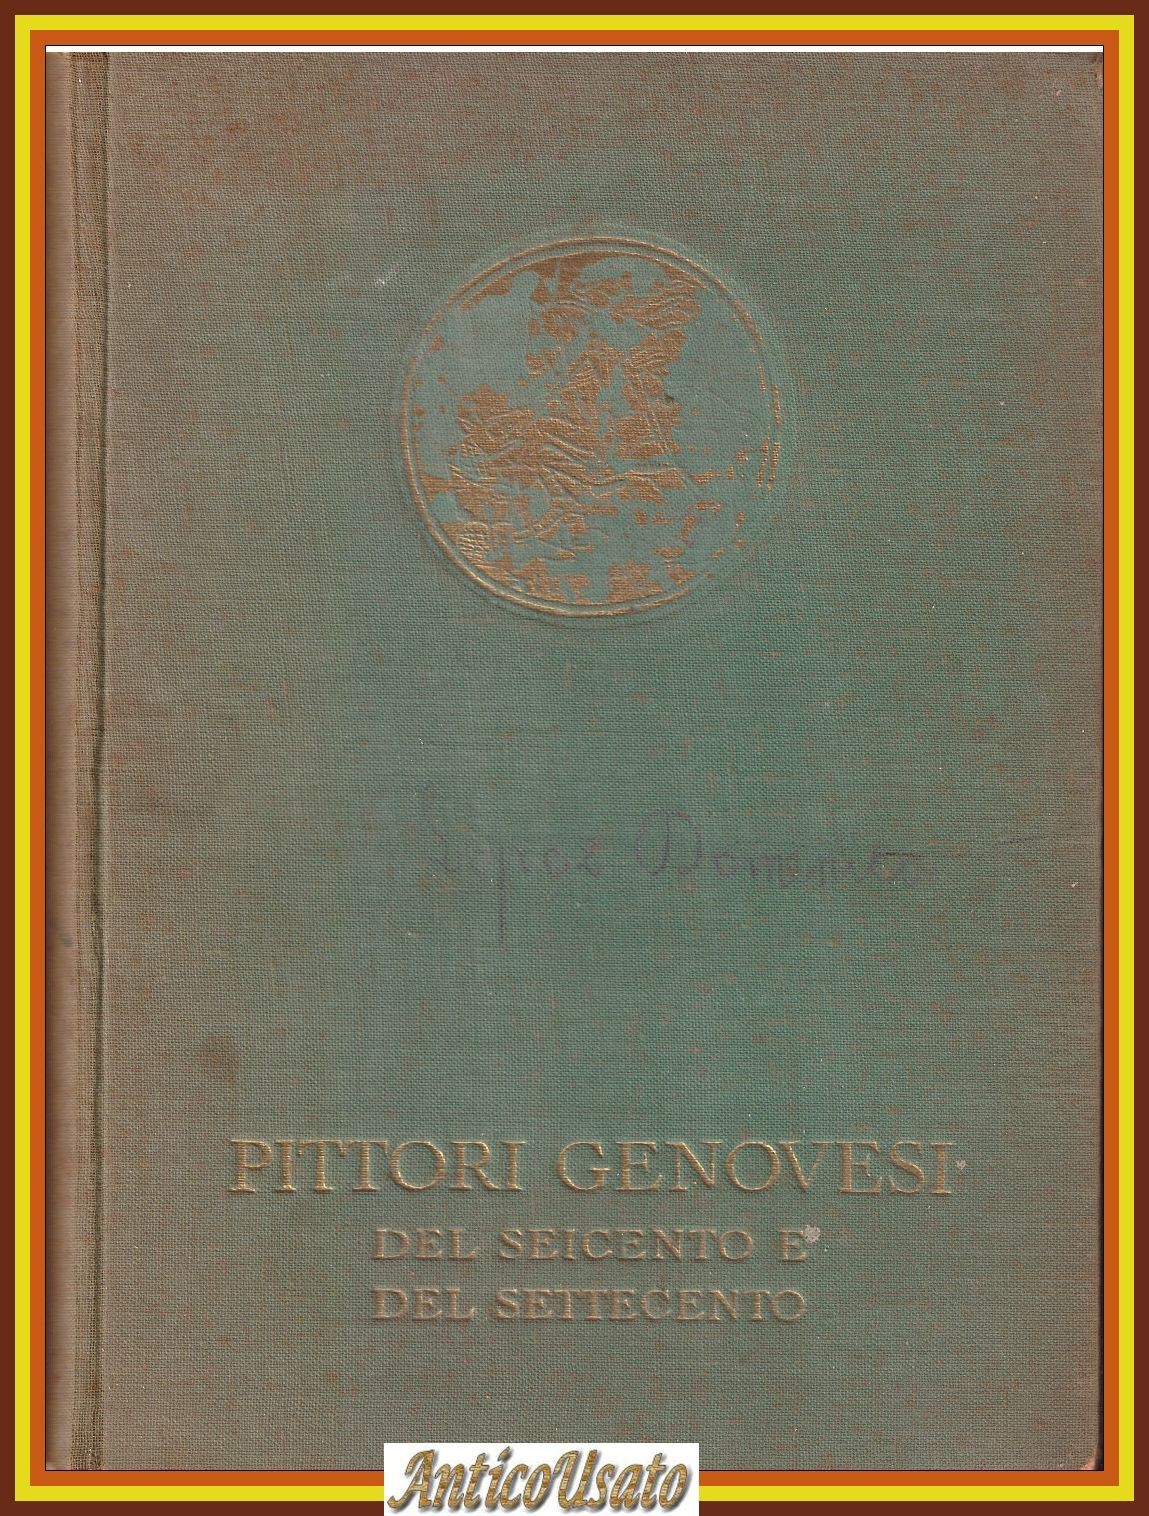 PITTORI GENOVESI
DEL SEICENTO E
DEL SETTECENTO
AnticoUsato